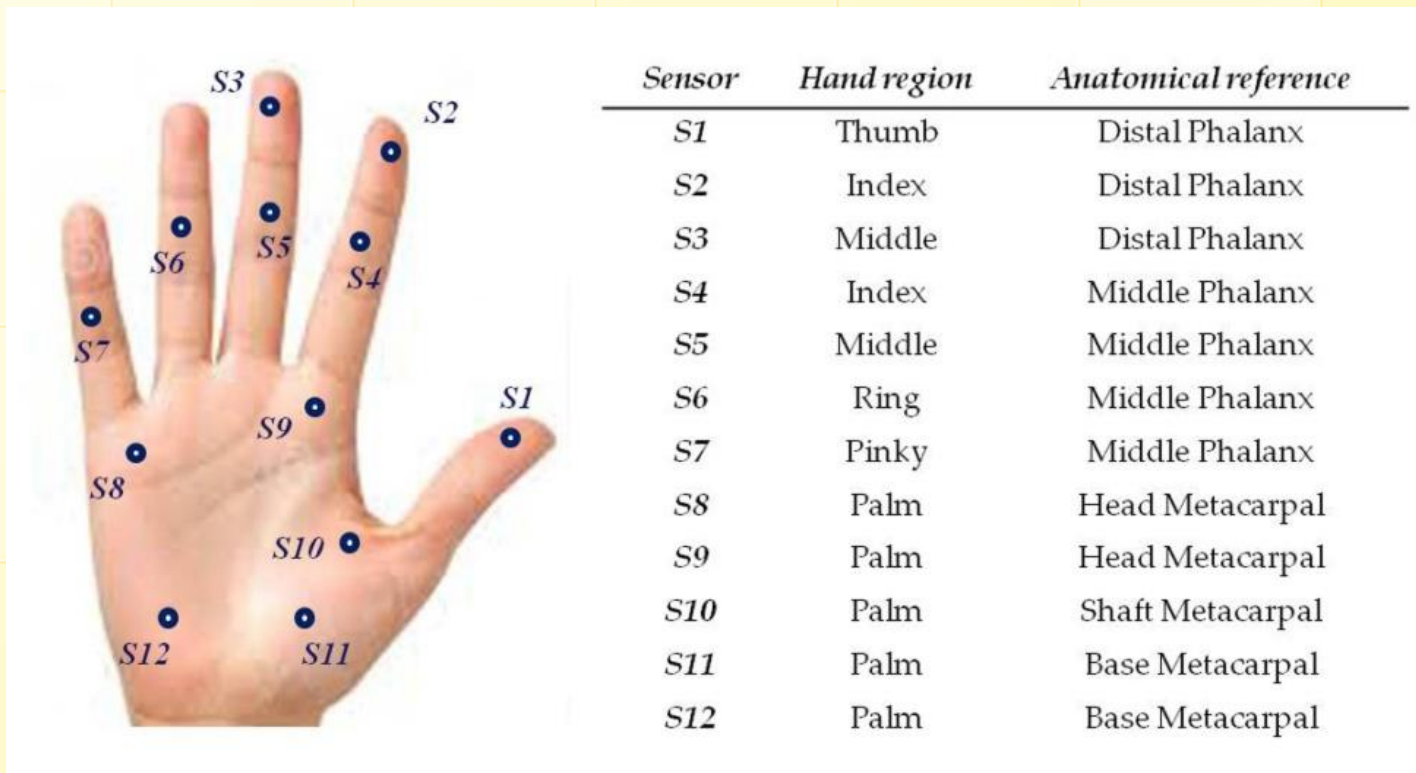 S3
S2
S6
S5
S4
S7
S1
S9
S8
S10
S12
S11
Sensor Hand region Anatomical reference
S1 Thumb Distal Phalanx
S2 Index Distal Phalanx
S3 Middle Distal Phalanx
S4 Index Middle Phalanx
S5 Middle Middle Phalanx
S6 Ring Middle Phalanx
S7 Pinky Middle Phalanx
S8 Palm Head Metacarpal
S9 Palm Head Metacarpal
S10 Palm Shaft Metacarpal
S11 Palm Base Metacarpal
S12 Palm Base Metacarpal